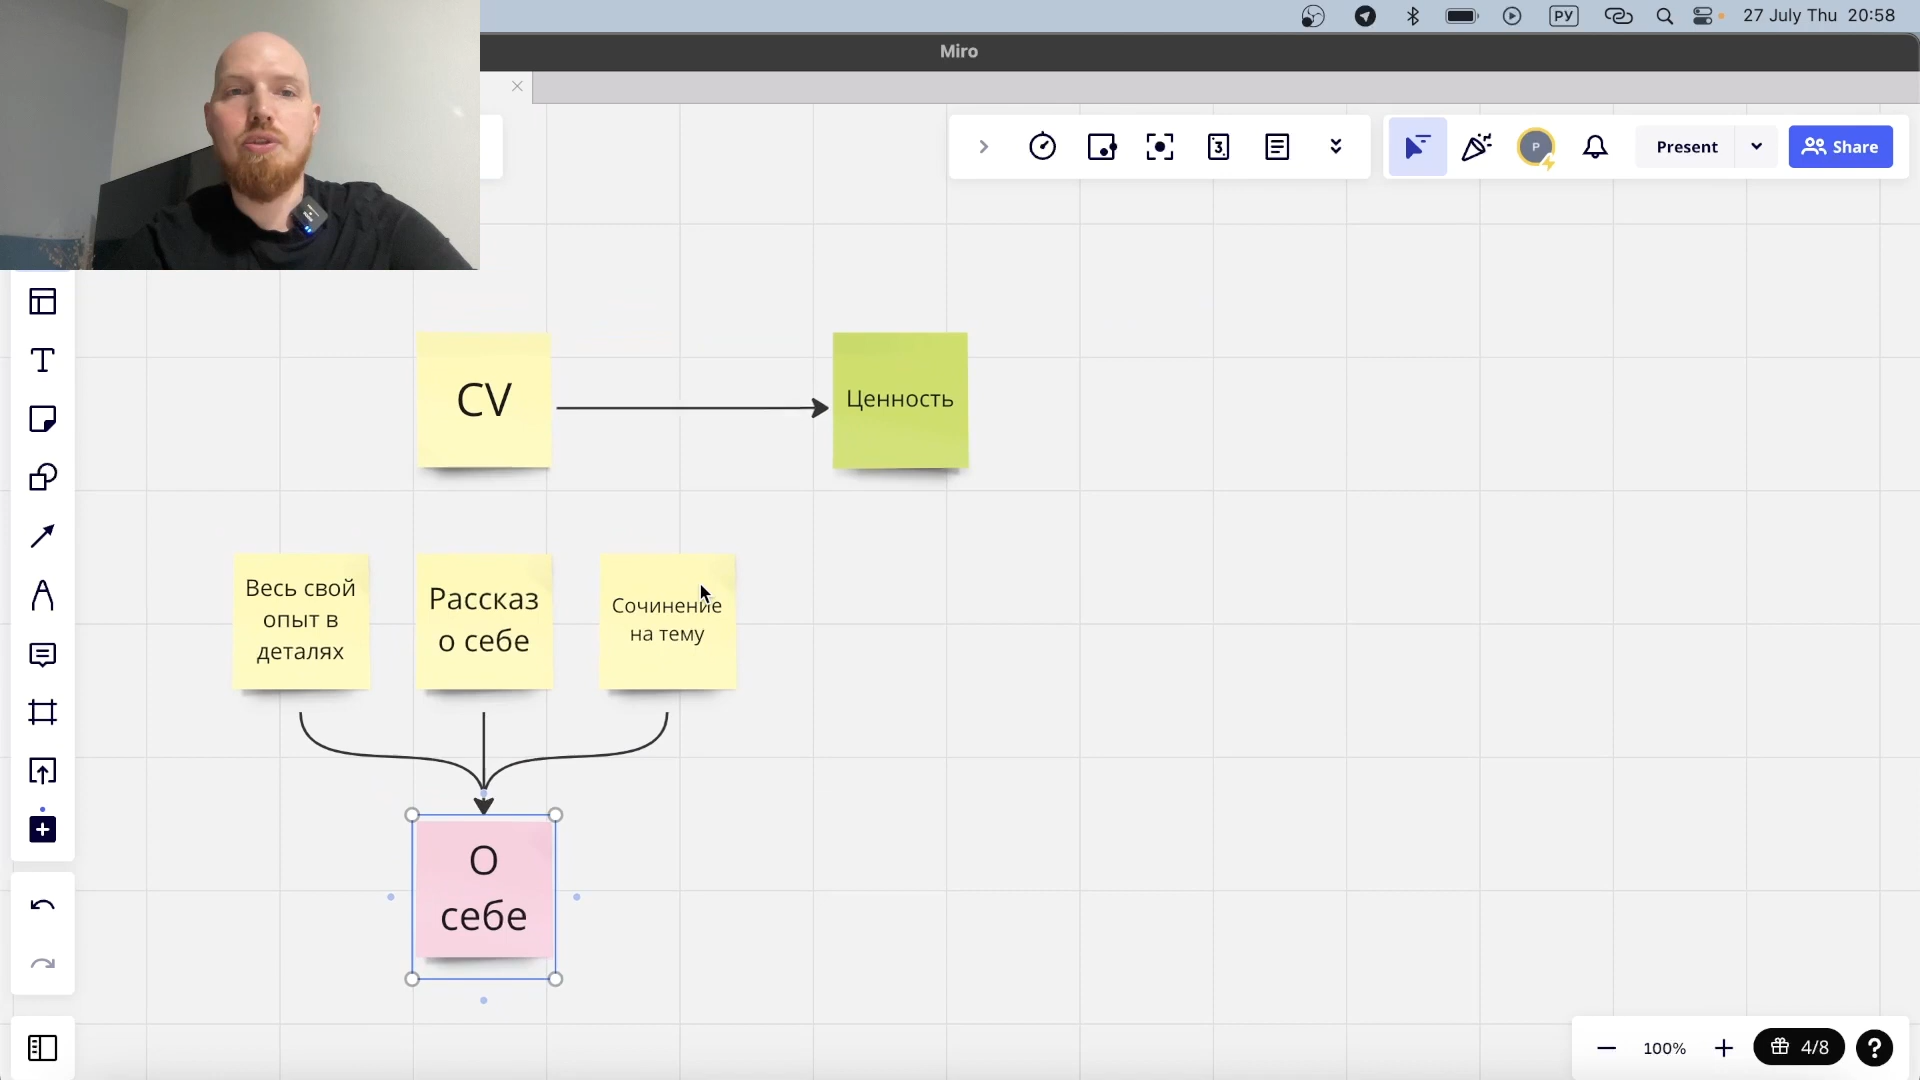 РУ
27 July Thu 20:58
Miro
3
P
Present
Share
CV
Ценность
Весь свой
опыт в
деталях
Рассказ
о себе
Сочинение
на тему
О
себе
100%
4/8
?